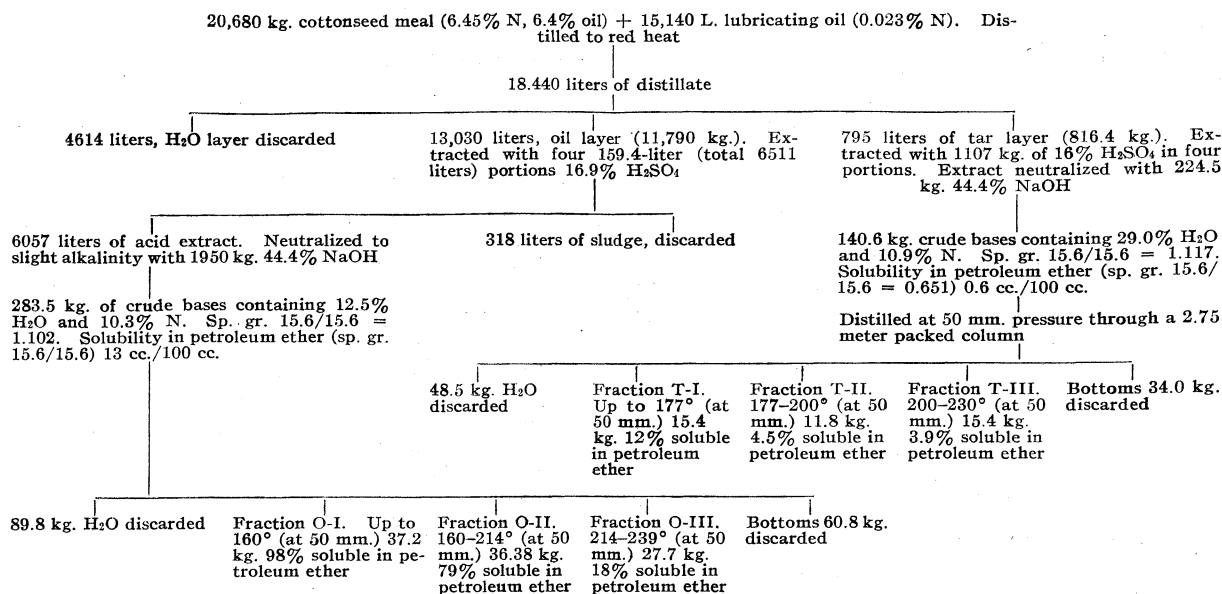 20,680 kg. cottonseed meal (6.45% N, 6.4% oil) + 15,140 L. lubricating oil (0.023% N). Dis-
tilled to red heat
18.440 liters of distillate
4614 liters, H₂O layer discarded
13,030 liters, oil layer (11,790 kg.). Ex-
tracted with four 159.4-liter (total 6511
liters) portions 16.9% H₂SO₄
795 liters of tar layer (816.4 kg.). Ex-
tracted with 1107 kg. of 16% H₂SO₄ in four
portions. Extract neutralized with 224.5
kg. 44.4% NaOH
6057 liters of acid extract. Neutralized to
slight alkalinity with 1950 kg. 44.4% NaOH
318 liters of sludge, discarded
140.6 kg. crude bases containing 29.0% H₂O
and 10.9% N. Sp. gr. 15.6/15.6 = 1.117.
Solubility in petroleum ether (sp. gr. 15.6/
15.6 = 0.651) 0.6 cc./100 cc.
283.5 kg. of crude bases containing 12.5%
H₂O and 10.3% N. Sp. gr. 15.6/15.6 =
1.102. Solubility in petroleum ether (sp. gr.
15.6/15.6) 13 cc./100 cc.
Distilled at 50 mm. pressure through a 2.75
meter packed column
48.5 kg. H₂O
discarded
Fraction T-I.
Up to 177° (at
50 mm.) 15.4
kg. 12% soluble
in petroleum
ether
Fraction T-II.
177–200° (at 50
mm.) 11.8 kg.
4.5% soluble in
petroleum ether
Fraction T-III.
200–230° (at 50
mm.) 15.4 kg.
3.9% soluble in
petroleum ether
Bottoms 34.0 kg.
discarded
89.8 kg. H₂O discarded
Fraction O-I. Up to
160° (at 50 mm.) 37.2
kg. 98% soluble in pe-
troleum ether
Fraction O-II.
160–214° (at 50
mm.) 36.38 kg.
79% soluble in
petroleum ether
Fraction O-III.
214–239° (at 50
mm.) 27.7 kg.
18% soluble in
petroleum ether
Bottoms 60.8 kg.
discarded